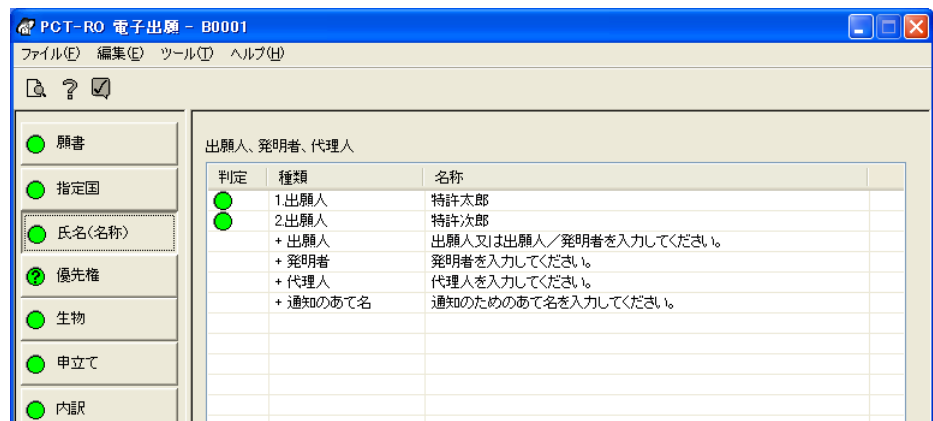 PCT-RO 電子出願 - B0001
ファイル(F) 編集(E) ツール(T) ヘルプ(H)
願書
指定国
氏名(名称)
優先権
生物
申立て
内訳
出願人、発明者、代理人
判定 種類 名称
1.出願人 特許太郎
2.出願人 特許次郎
+ 出願人 出願人又は出願人／発明者を入力してください。
+ 発明者 発明者を入力してください。
+ 代理人 代理人を入力してください。
+ 通知のあて名 通知のためのあて名を入力してください。